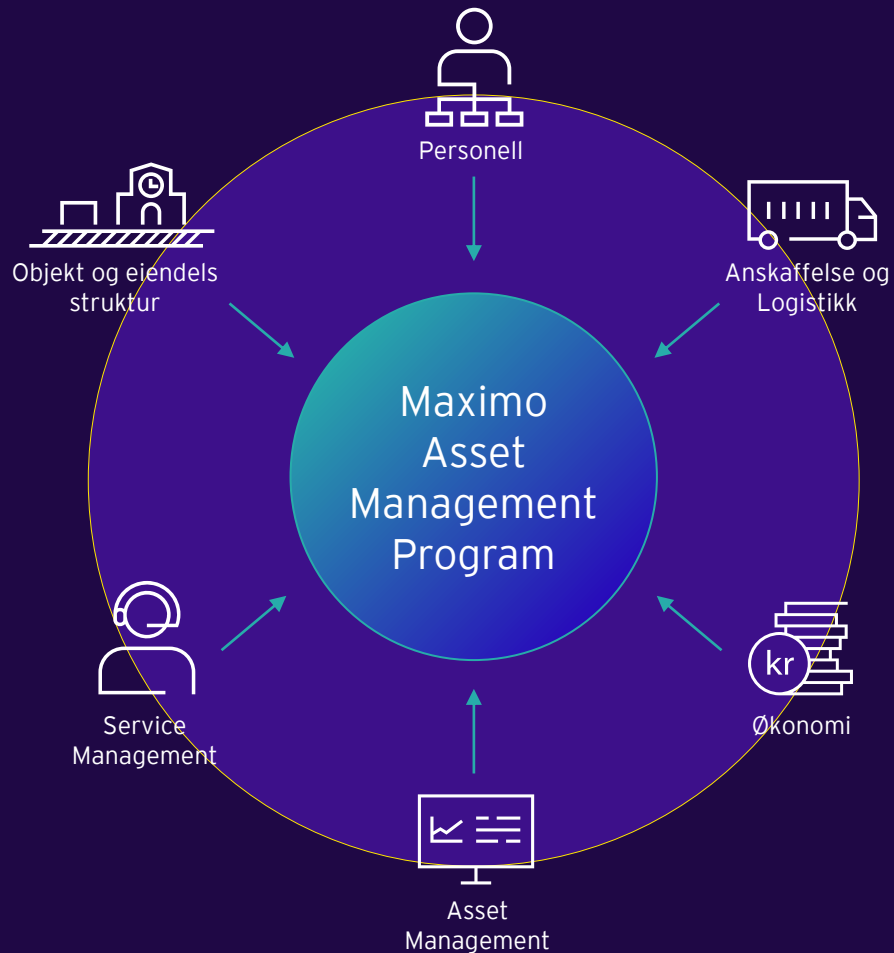 Personell
Objekt og eiendels
struktur
Anskaffelse og
Logistikk
Maximo
Asset
Management
Program
Service
Management
kr
Økonomi
Asset
Management